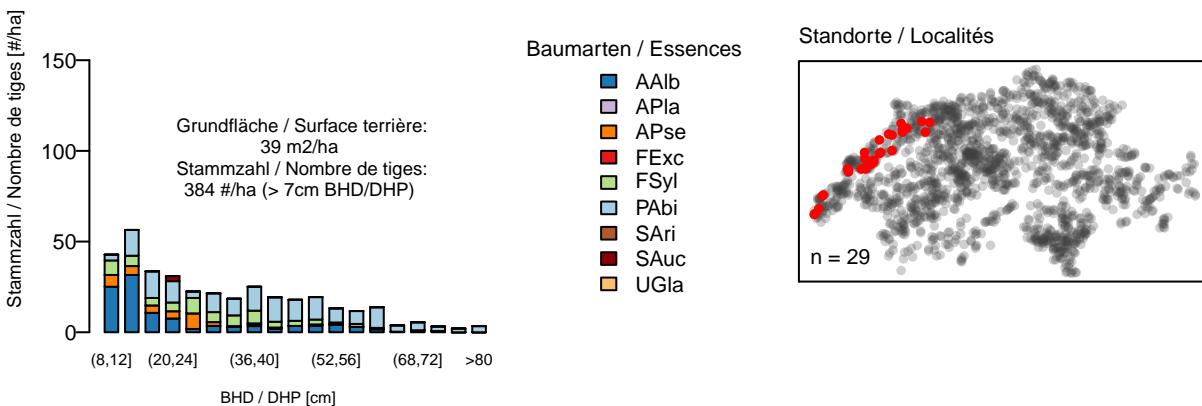 Stammzahl / Nombre de tiges [#/ha]
150
100
50
0
Grundfläche / Surface terrière:
39 m2/ha
Stammzahl / Nombre de tiges:
384 #/ha (> 7cm BHD/DHP)
(8,12]
(20,24]
(36,40]
(52,56]
(68,72]
>80
BHD / DHP [cm]
Baumarten / Essences
AAlb
APla
APse
FExc
FSyl
PAbi
SAri
SAuc
UGla
Standorte / Localités
n = 29